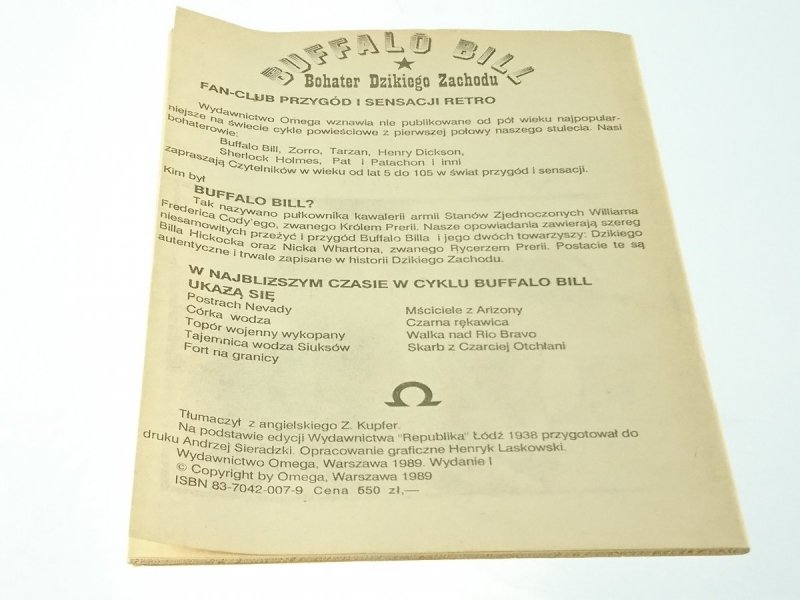 BUFFALO BILL
Bohater Dzikiego Zachodu
FAN-CLUB PRZYGÓD I SENSACJI RETRO
Wydawnictwo Omega wznawia nie publikowane od pół wieku najpopular-
niejsze na świecie cykle powieściowe z pierwszej połowy naszego stulecia. Nasi
bohaterowie:
Buffalo Bill, Zorro, Tarzan, Henry Dickson,
Sherlock Holmes, Pat i Patachon i inni
zapraszają Czytelników w wieku od lat 5 do 105 w świat przygód i sensacji.
Kim był
BUFFALO BILL?
Tak nazywano pułkownika kawalerii armii Stanów Zjednoczonych Williama
Frederica Cody'ego, zwanego Królem Prerii. Nasze opowiadania zawierają szereg
niesamowitych przeżyć i przygód Buffalo Billa i jego dwóch towarzyszy: Dzikiego
Billa Hickocka oraz Nicka Whartona, zwanego Rycerzem Prerii. Postacie te są
autentyczne i trwale zapisane w historii Dzikiego Zachodu.
W NAJBLIZSZYM CZASIE W CYKLU BUFFALO BILL
UKAZĄ SIĘ
Postrach Nevady
Córka wodza
Topór wojenny wykopany
Tajemnica wodza Siuksów
Fort na granicy
Mściciele z Arizony
Czarna rękawica
Walka nad Rio Bravo
Skarb z Czarciej Otchłani
Tłumaczył z angielskiego Z. Kupfer.
Na podstawie edycji Wydawnictwa "Republika" Łódź 1938 przygotował do
druku Andrzej Sieradzki. Opracowanie graficzne Henryk Laskowski.
Wydawnictwo Omega, Warszawa 1989. Wydanie I
© Copyright by Omega, Warszawa 1989
ISBN 83-7042-007-9 Cena 550 zł,—